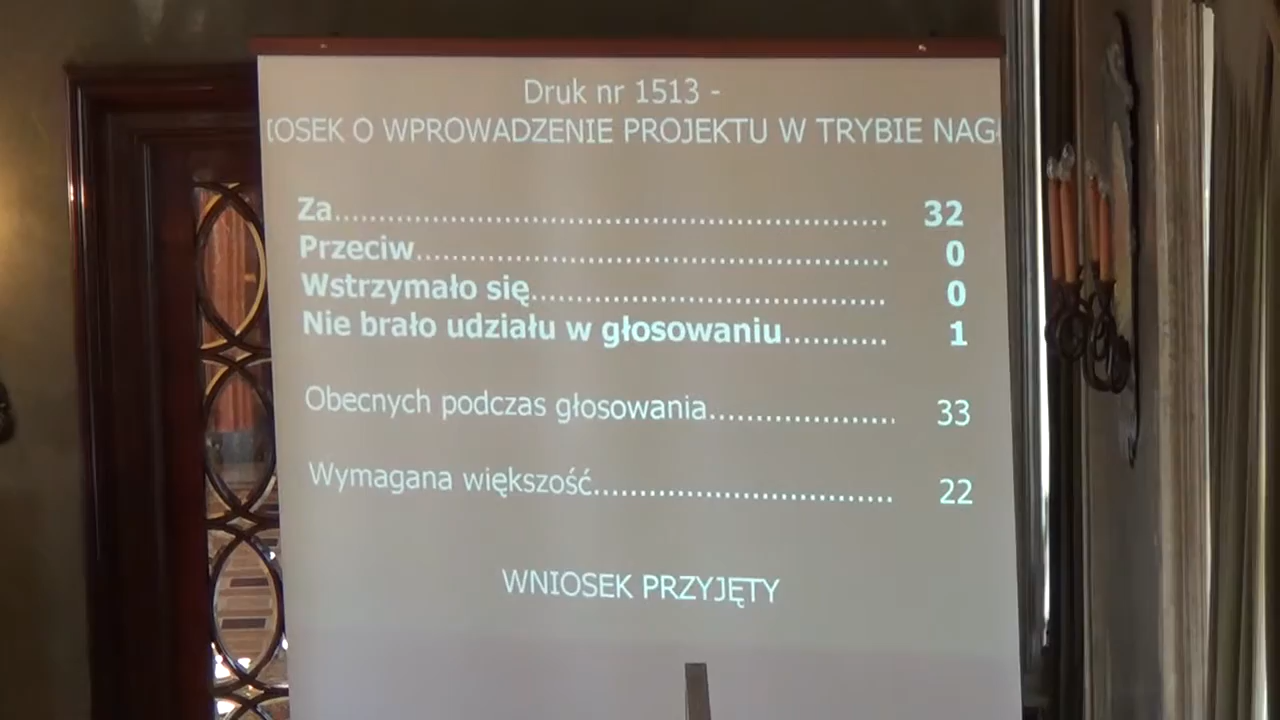 Druk nr 1513 -
OSEK O WPROWADZENIE PROJEKTU W TRYBIE NAG
Za.......................................................... 32
Przeciw.................................................. 0
Wstrzymało się..................................... 0
Nie brało udziału w głosowaniu........... 1
Obecnych podczas głosowania..................... 33
Wymagana większość................................. 22
WNIOSEK PRZYJĘTY